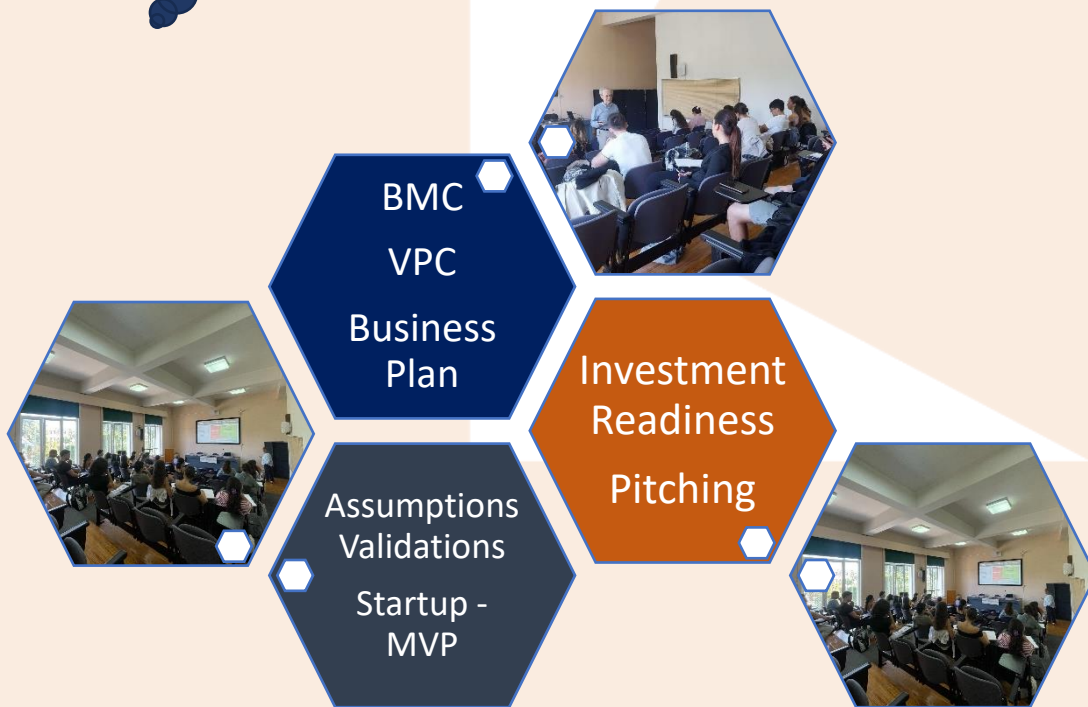 BMC
VPC
Business
Plan
Investment
Readiness
Pitching
Assumptions
Validations
Startup -
MVP